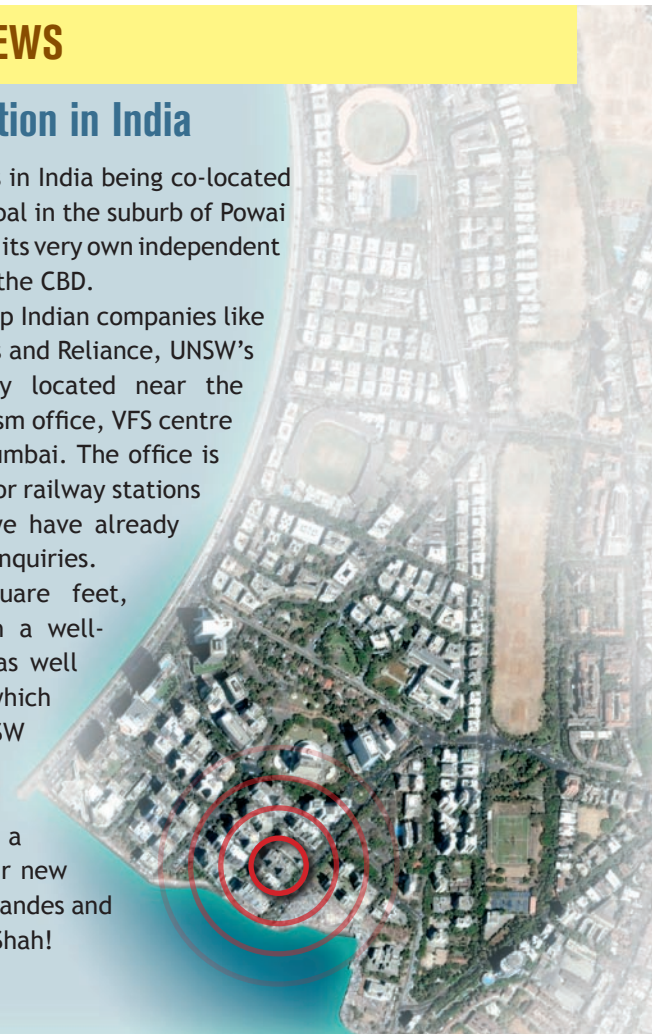 EWS
tion in India
in India being co-located
pal in the suburb of Powai
its very own independent
the CBD.
p Indian companies like
s and Reliance, UNSW's
y located near the
sm office, VFS centre
umbai. The office is
or railway stations
ve have already
nquiries.
uare feet,
n a well-
as well
which
SW
a
r new
andes and
Shah!